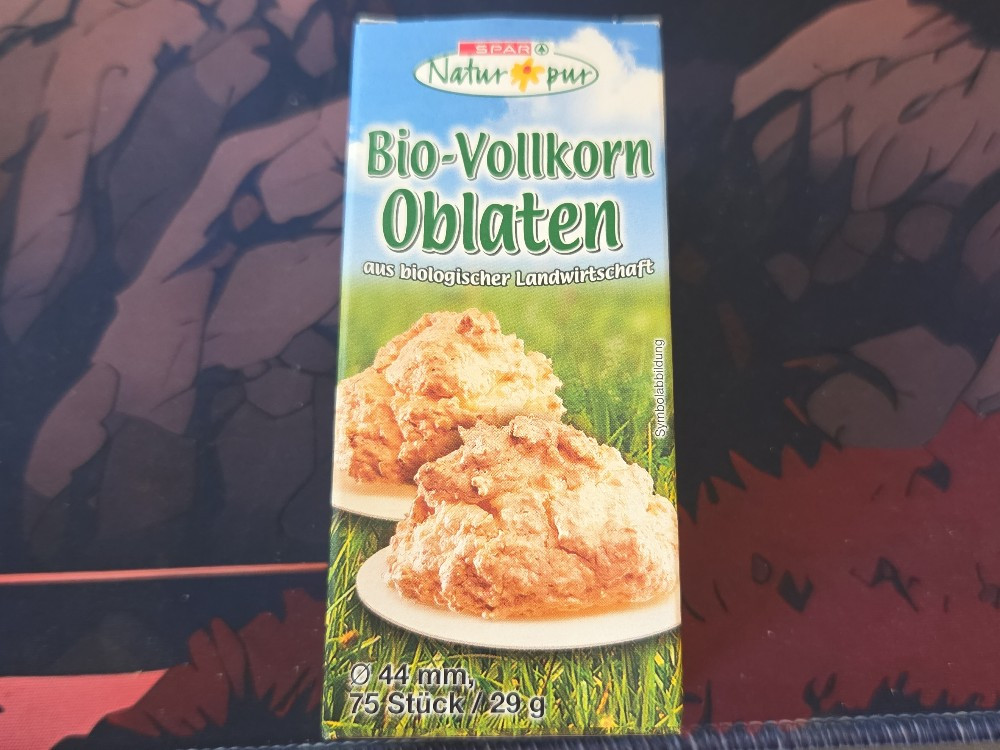 SPAR
Natur pur
Bio-Vollkorn
Oblaten
aus biologischer Landwirtschaft
Symbolabbildung
Ø 44 mm,
75 Stück / 29 g